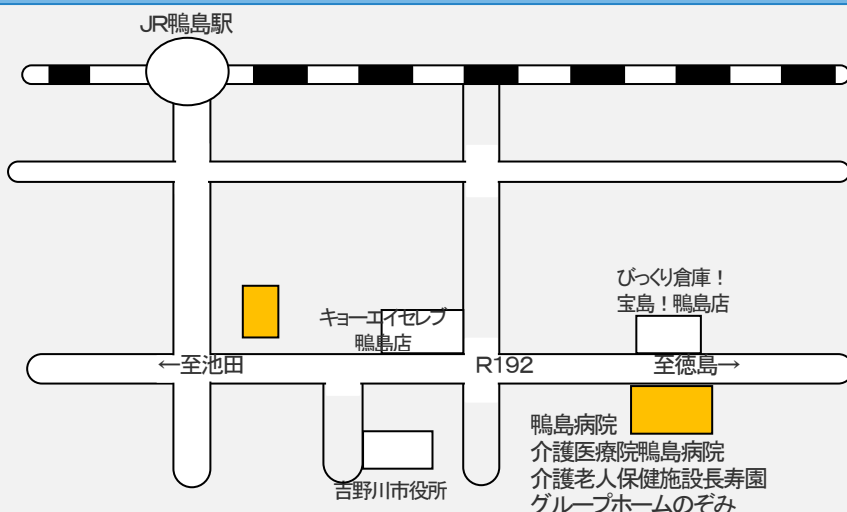 JR鴨島駅
びっくり倉庫！
宝島！鴨島店
キョーエイセレブ
鴨島店
←至池田
R192
至徳島→
鴨島病院
介護医療院鴨島病院
介護老人保健施設長寿園
グループホームのぞみ
吉野川市役所